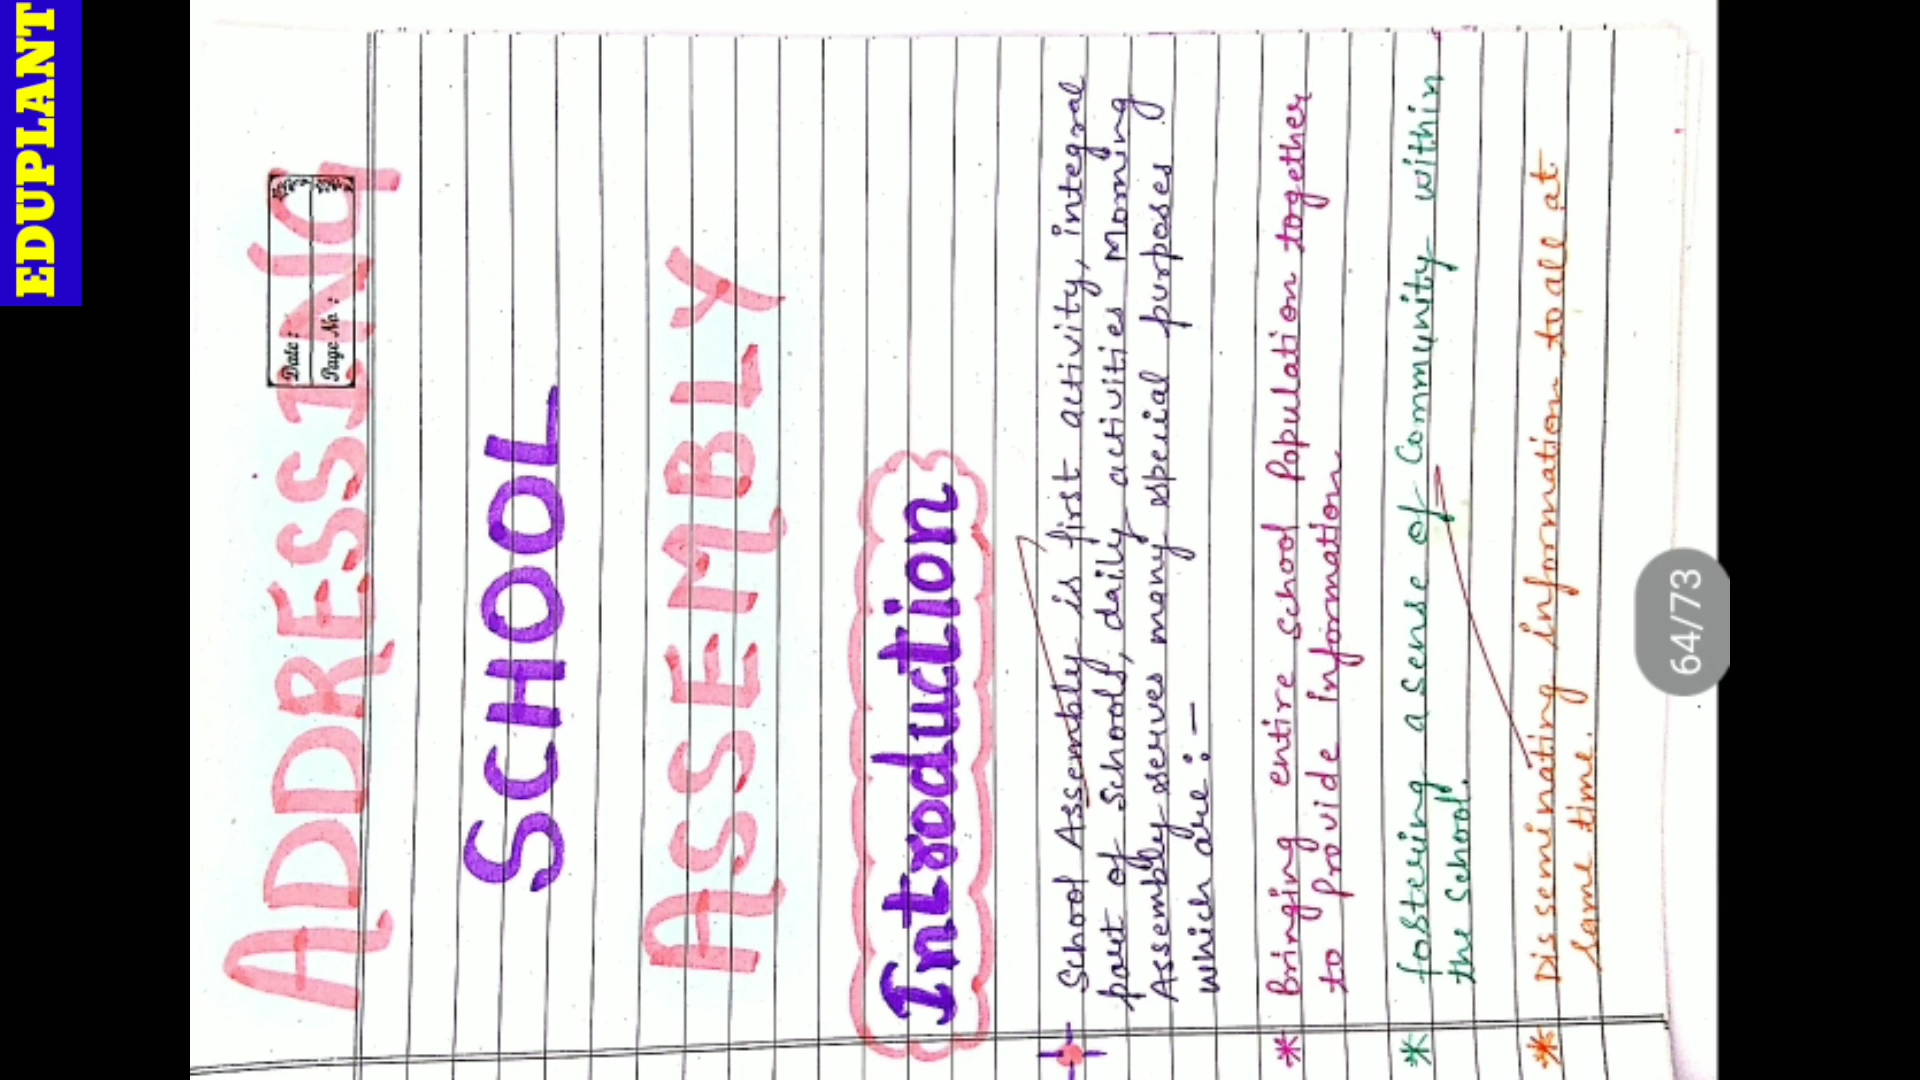 EDUPLANT
ADDRESSING
Date :
Page No. :
SCHOOL
ASSEMBLY
Introduction
School Assembly is first activity, integral
part of Schools, daily activities Morning
Assembly serves many especial purposes
which are :-
* Bringing entire school Population together
to Provide information
* fostering a sense of Community within
the School.
* Disseminating information to all at
same time.
64/73